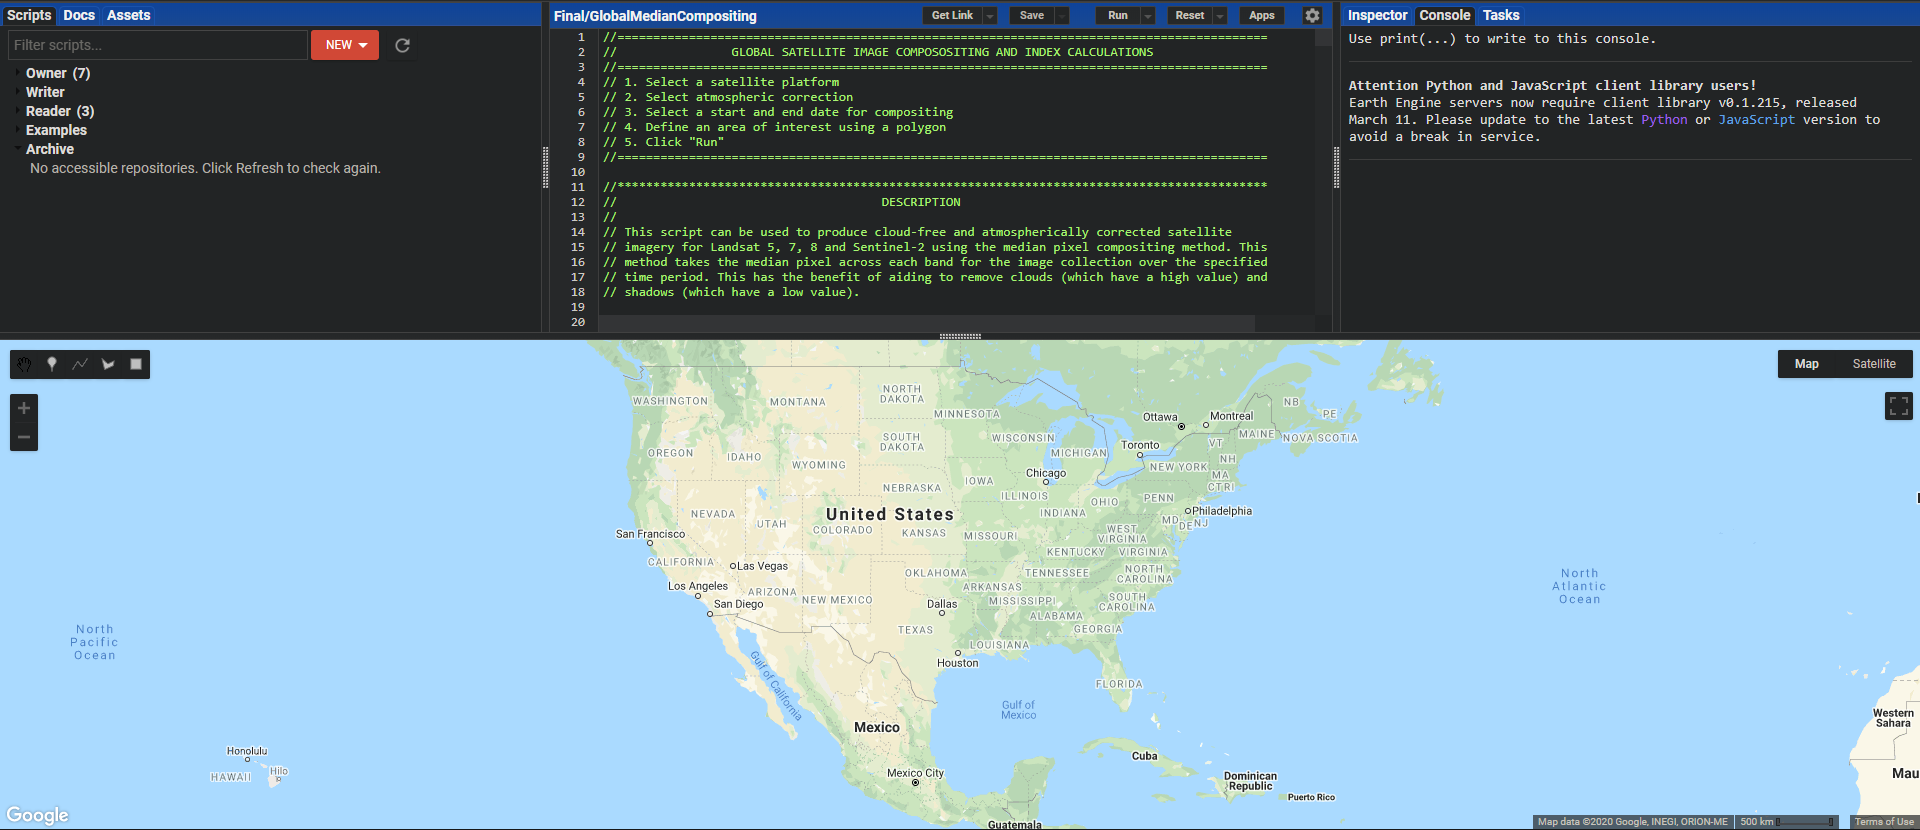 Scripts Docs Assets
Filter scripts...
NEW
Owner (7)
Writer
Reader (3)
Examples
Archive
No accessible repositories. Click Refresh to check again.
Final/GlobalMedianCompositing
Get Link Save Run Reset Apps
1 //===========================================================================================
2 // GLOBAL SATELLITE IMAGE COMPOSOSITING AND INDEX CALCULATIONS
3 //===========================================================================================
4 // 1. Select a satellite platform
5 // 2. Select atmospheric correction
6 // 3. Select a start and end date for compositing
7 // 4. Define an area of interest using a polygon
8 // 5. Click "Run"
9 //===========================================================================================
10
11 //*******************************************************************************************
12 // DESCRIPTION
13 //
14 // This script can be used to produce cloud-free and atmospherically corrected satellite
15 // imagery for Landsat 5, 7, 8 and Sentinel-2 using the median pixel compositing method. This
16 // method takes the median pixel across each band for the image collection over the specified
17 // time period. This has the benefit of aiding to remove clouds (which have a high value) and
18 // shadows (which have a low value).
19
20
Inspector Console Tasks
Use print(...) to write to this console.
Attention Python and JavaScript client library users!
Earth Engine servers now require client library v0.1.215, released
March 11. Please update to the latest Python or JavaScript version to
avoid a break in service.
Map Satellite
WASHINGTON
MONTANA
NORTH
DAKOTA
MINNESOTA
Ottawa
Montreal
NB
PE
MAINE
NOVA SCOTIA
OREGON
IDAHO
WYOMING
SOUTH
DAKOTA
WISCONSIN
MICHIGAN
Toronto
VT
NH
NEW YORK
MA
CT RI
Chicago
NEBRASKA
IOWA
ILLINOIS
INDIANA
OHIO
PENN
NEVADA
UTAH
United States
COLORADO
KANSAS
MISSOURI
WEST
VIRGINIA
MD
DE
NJ
Philadelphia
San Francisco
CALIFORNIA
Las Vegas
KENTUCKY
VIRGINIA
Los Angeles
ARIZONA
NEW MEXICO
OKLAHOMA
ARKANSAS
TENNESSEE
NORTH
CAROLINA
San Diego
Dallas
MISSISSIPPI
ALABAMA
SOUTH
CAROLINA
GEORGIA
TEXAS
LOUISIANA
Houston
FLORIDA
North
Pacific
Ocean
North
Atlantic
Ocean
Gulf of California
Gulf of
Mexico
Mexico
Mexico City
Cuba
Dominican
Republic
Puerto Rico
Guatemala
Honolulu
HAWAII
Hilo
Western
Sahara
Mau
Google
Map data ©2020 Google, INEGI, ORION-ME 500 km Terms of Use